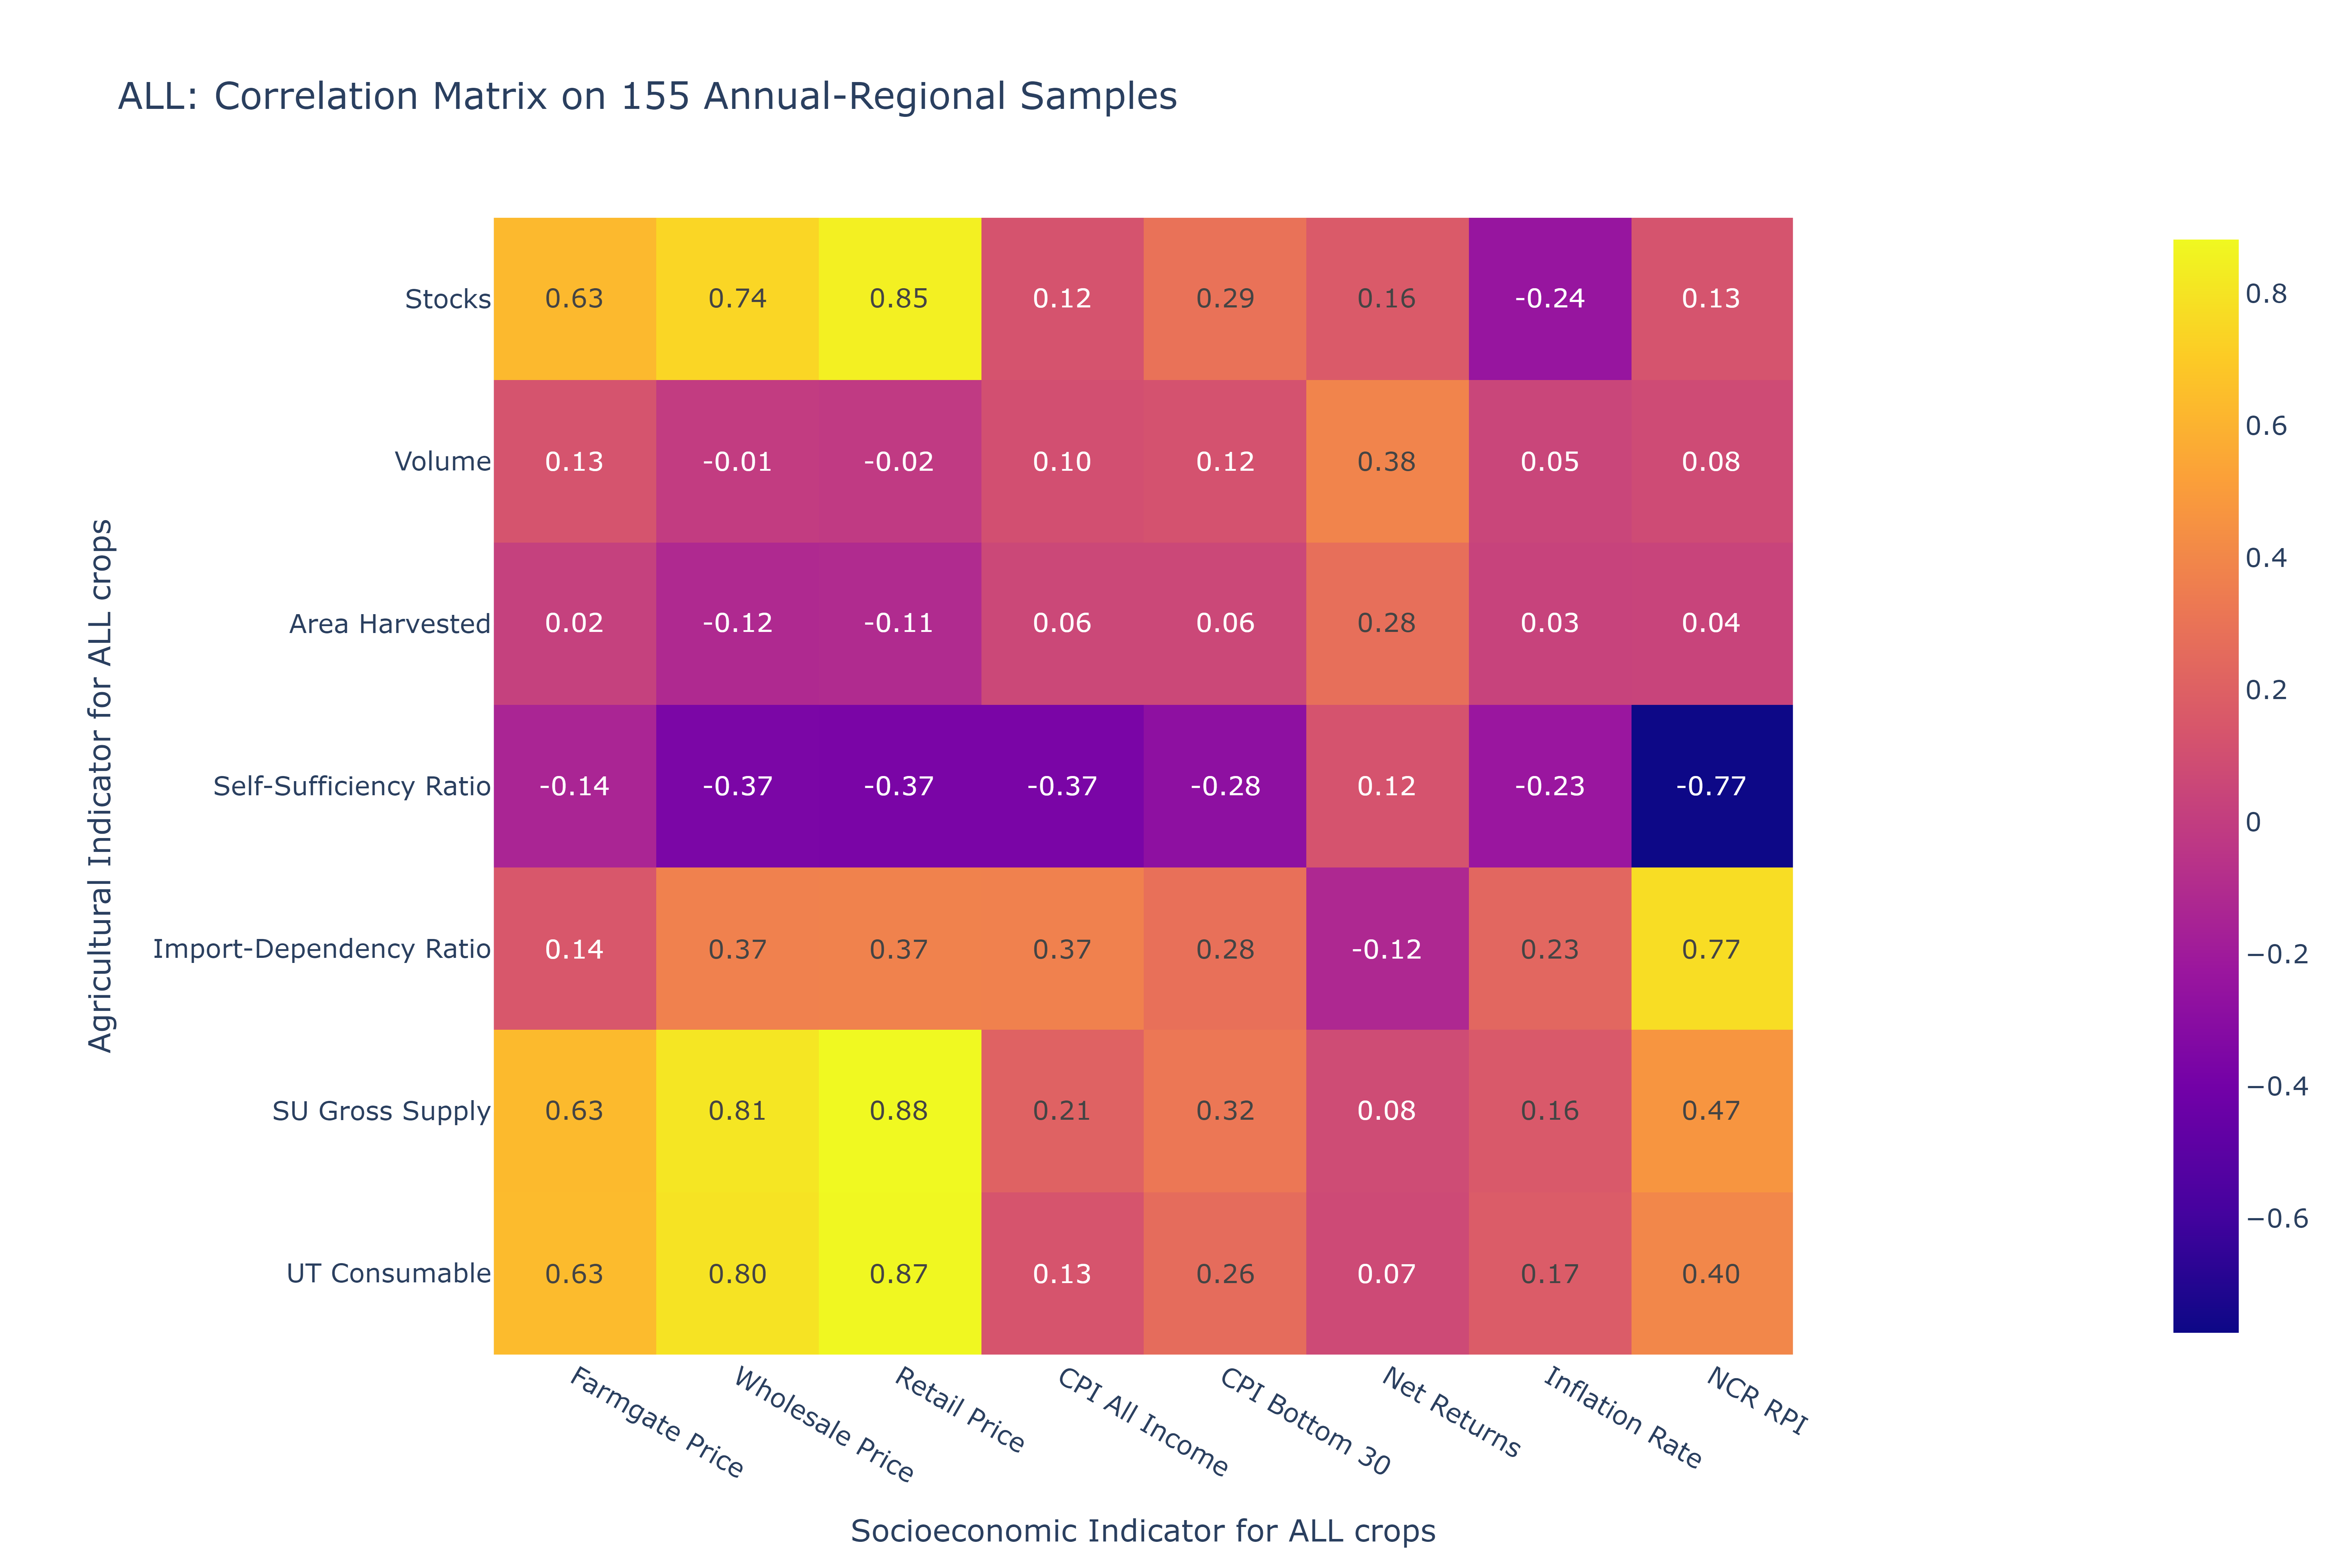 ALL: Correlation Matrix on 155 Annual-Regional Samples
Agricultural Indicator for ALL crops
Stocks 0.63 0.74 0.85 0.12 0.29 0.16 -0.24 0.13
Volume 0.13 -0.01 -0.02 0.10 0.12 0.38 0.05 0.08
Area Harvested 0.02 -0.12 -0.11 0.06 0.06 0.28 0.03 0.04
Self-Sufficiency Ratio -0.14 -0.37 -0.37 -0.37 -0.28 0.12 -0.23 -0.77
Import-Dependency Ratio 0.14 0.37 0.37 0.37 0.28 -0.12 0.23 0.77
SU Gross Supply 0.63 0.81 0.88 0.21 0.32 0.08 0.16 0.47
UT Consumable 0.63 0.80 0.87 0.13 0.26 0.07 0.17 0.40
Farmgate Price
Wholesale Price
Retail Price
CPI All Income
CPI Bottom 30
Net Returns
Inflation Rate
NCR RPI
Socioeconomic Indicator for ALL crops
0.8
0.6
0.4
0.2
0
−0.2
−0.4
−0.6